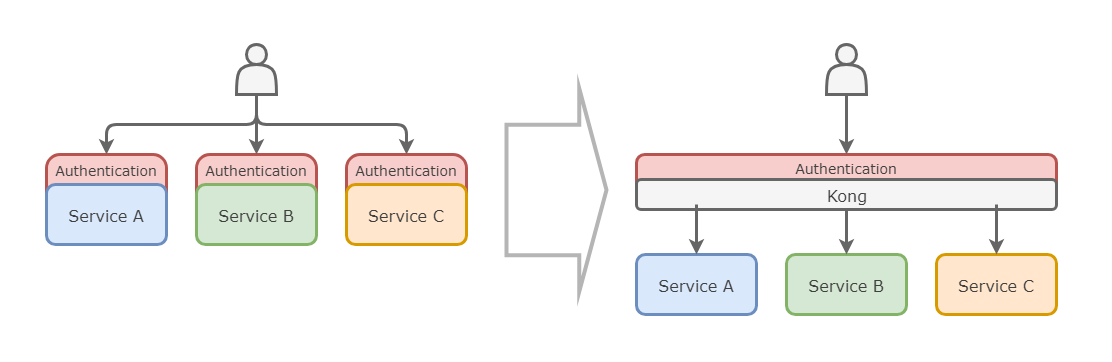 Authentication
Authentication
Authentication
Service A
Service B
Service C
Authentication
Kong
Service A
Service B
Service C